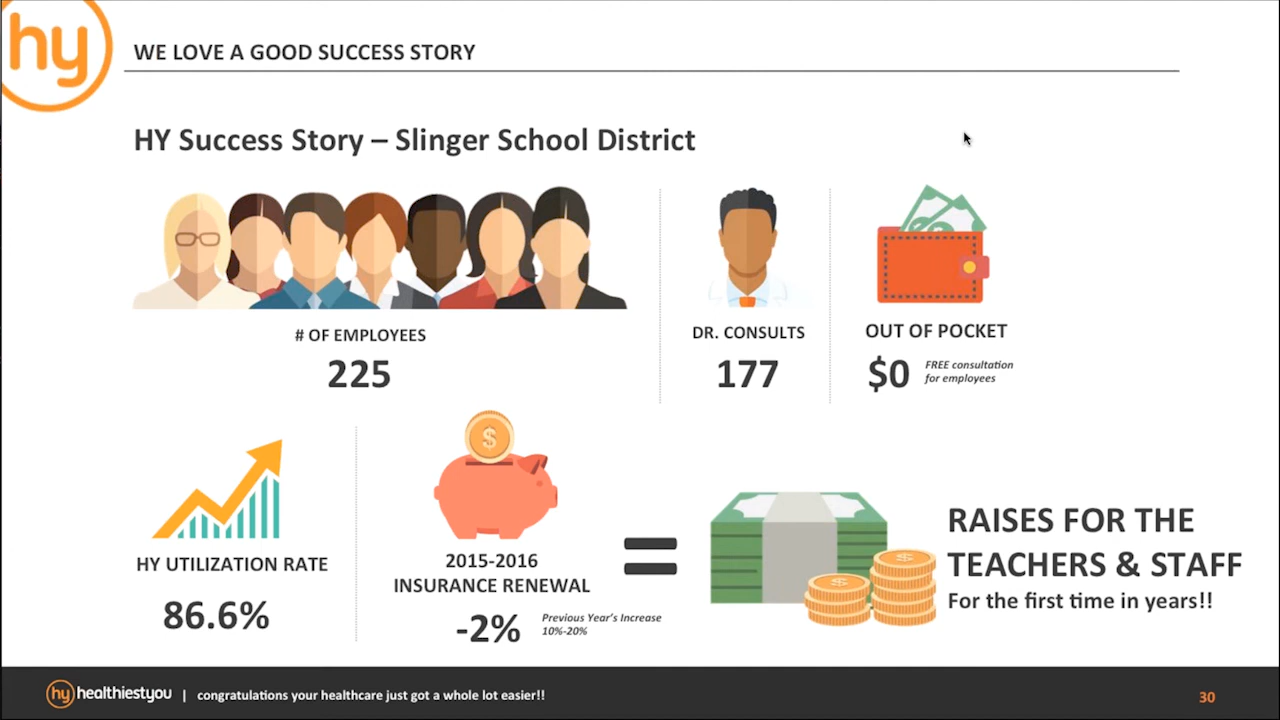 hy
WE LOVE A GOOD SUCCESS STORY
HY Success Story – Slinger School District
# OF EMPLOYEES
225
DR. CONSULTS
177
OUT OF POCKET
$0
FREE consultation
for employees
HY UTILIZATION RATE
86.6%
$
2015-2016
INSURANCE RENEWAL
-2%
Previous Year's Increase
10%-20%
=
RAISES FOR THE
TEACHERS & STAFF
For the first time in years!!
hy healthiestyou | congratulations your healthcare just got a whole lot easier!!
30